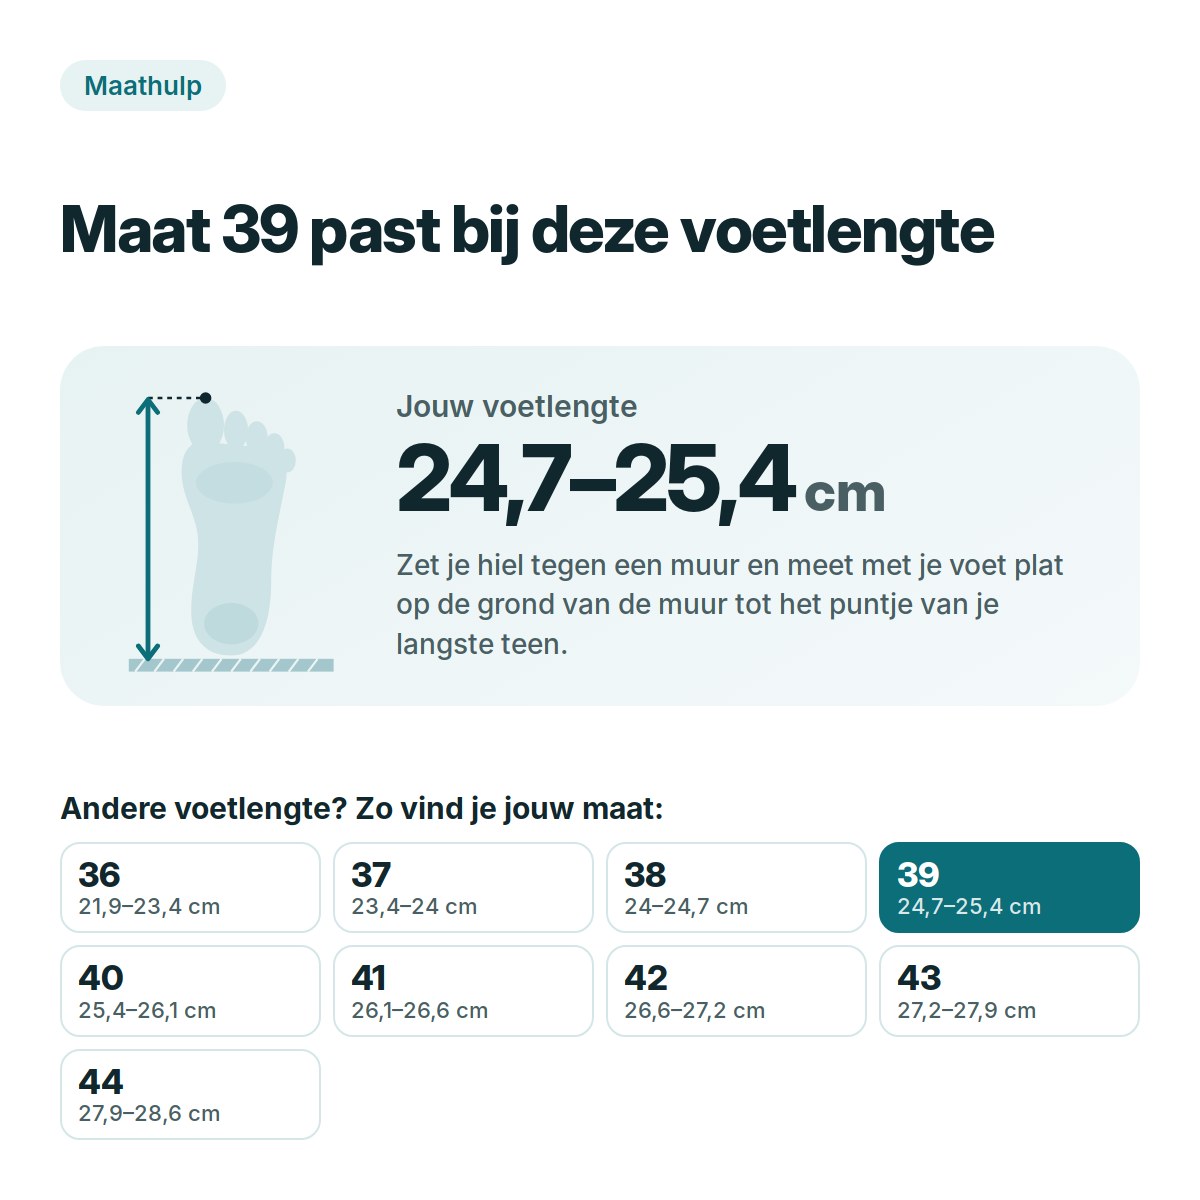 Maathulp
Maat 39 past bij deze voetlengte
Jouw voetlengte
24,7–25,4 cm
Zet je hiel tegen een muur en meet met je voet plat
op de grond van de muur tot het puntje van je
langste teen.
Andere voetlengte? Zo vind je jouw maat:
36
21,9–23,4 cm
37
23,4–24 cm
38
24–24,7 cm
39
24,7–25,4 cm
40
25,4–26,1 cm
41
26,1–26,6 cm
42
26,6–27,2 cm
43
27,2–27,9 cm
44
27,9–28,6 cm